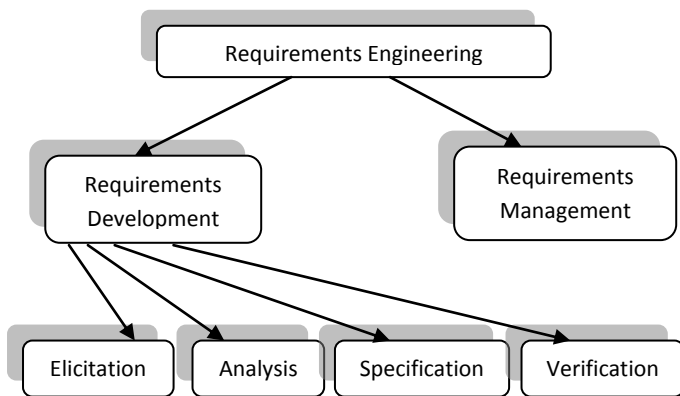 Requirements Engineering
Requirements
Development
Requirements
Management
Elicitation
Analysis
Specification
Verification